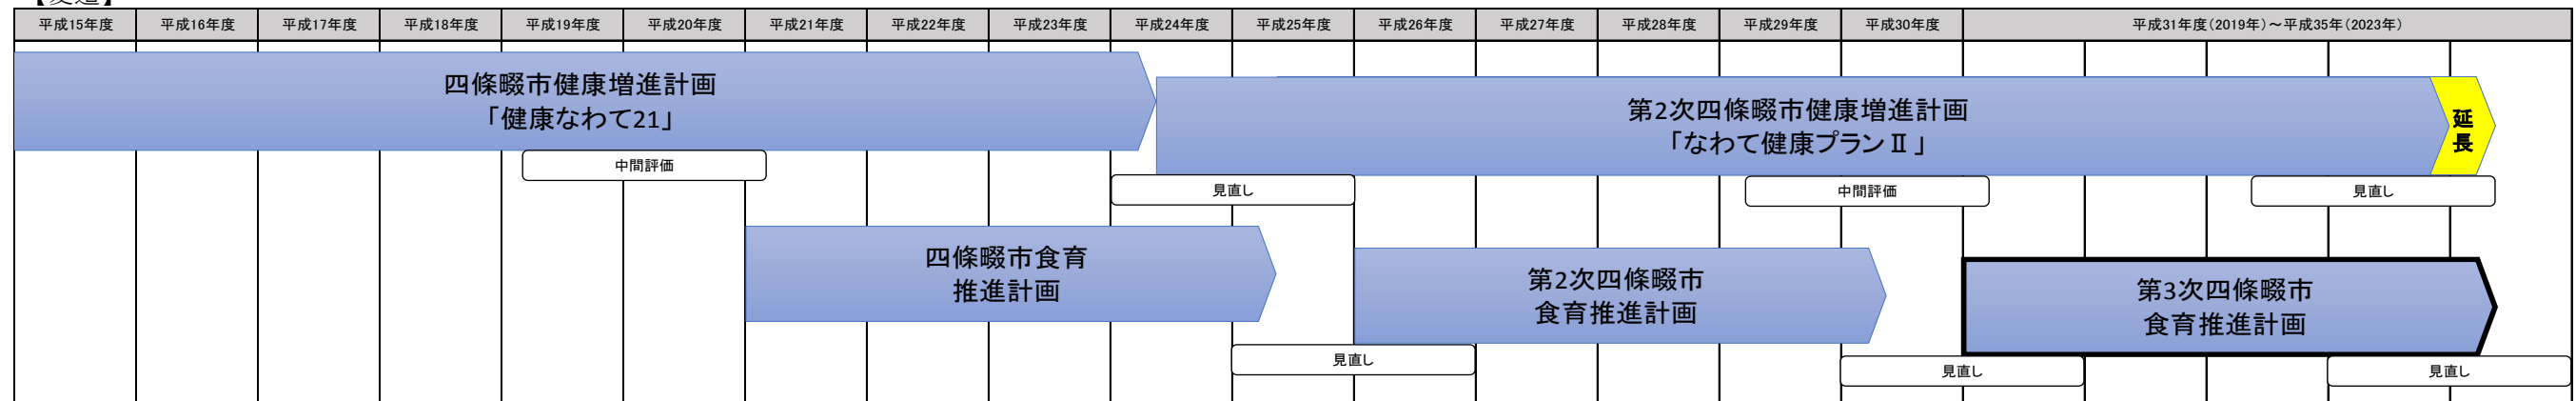 【変遷】
平成15年度 平成16年度 平成17年度 平成18年度 平成19年度 平成20年度 平成21年度 平成22年度 平成23年度 平成24年度 平成25年度 平成26年度 平成27年度 平成28年度 平成29年度 平成30年度 平成31年度(2019年)～平成35年(2023年)
四條畷市健康増進計画
「健康なわて21」
第2次四條畷市健康増進計画
「なわて健康プランⅡ」
延
長
中間評価
見直し
中間評価
見直し
四條畷市食育
推進計画
第2次四條畷市
食育推進計画
第3次四條畷市
食育推進計画
見直し
見直し
見直し